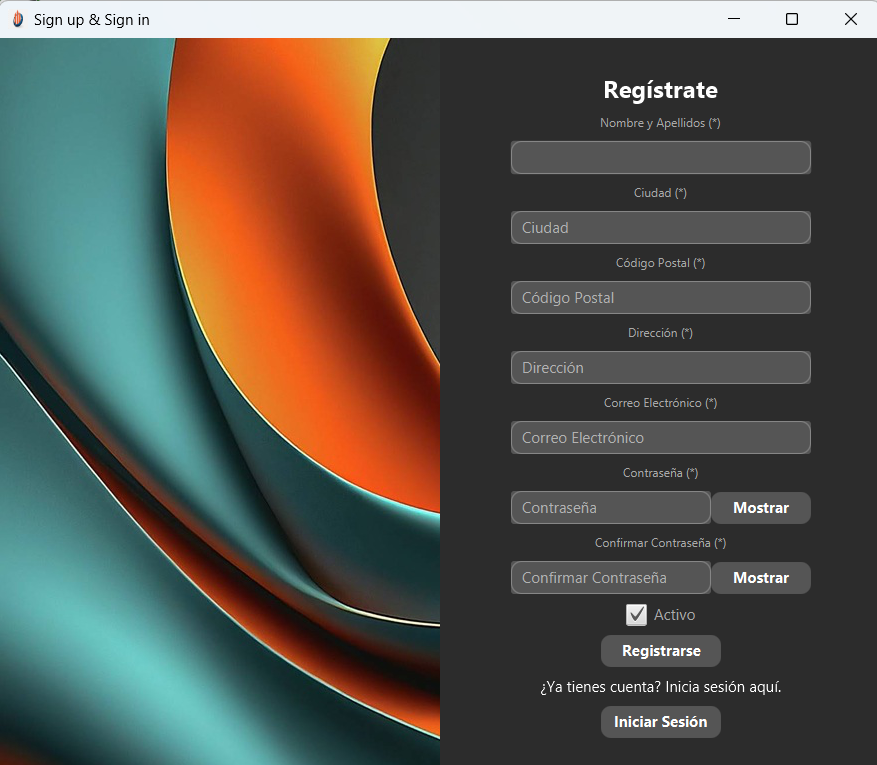 Sign up & Sign in
Regístrate
Nombre y Apellidos (*)
Ciudad (*)
Ciudad
Código Postal (*)
Código Postal
Dirección (*)
Dirección
Correo Electrónico (*)
Correo Electrónico
Contraseña (*)
Contraseña Mostrar
Confirmar Contraseña (*)
Confirmar Contraseña Mostrar
Activo
Registrarse
¿Ya tienes cuenta? Inicia sesión aquí.
Iniciar Sesión